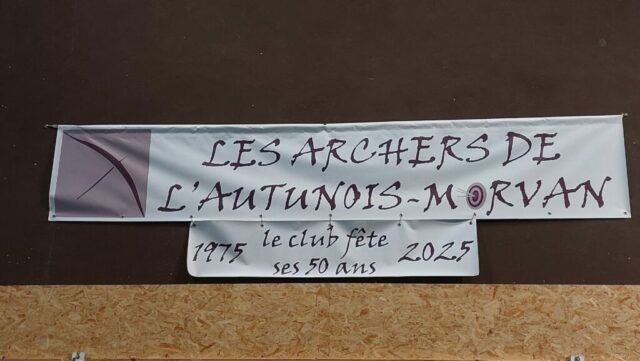 LES ARCHERS DE
L'AUTUNOIS-MORVAN
1975 le club fête 2025
ses 50 ans